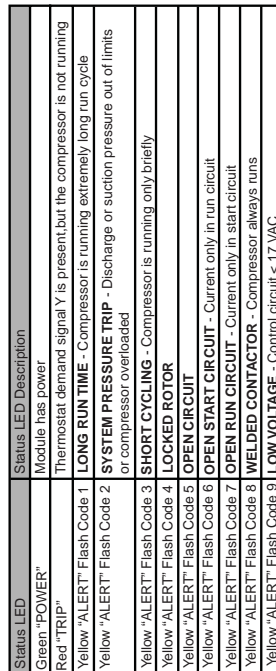 Status LED Status LED Description
Green "POWER" Module has power
Red "TRIP" Thermostat demand signal Y is present,but the compressor is not running
Yellow "ALERT" Flash Code 1 LONG RUN TIME - Compressor is running extremely long run cycle
Yellow "ALERT" Flash Code 2 SYSTEM PRESSURE TRIP - Discharge or suction pressure out of limits
or compressor overloaded
Yellow "ALERT" Flash Code 3 SHORT CYCLING - Compressor is running only briefly
Yellow "ALERT" Flash Code 4 LOCKED ROTOR
Yellow "ALERT" Flash Code 5 OPEN CIRCUIT
Yellow "ALERT" Flash Code 6 OPEN START CIRCUIT - Current only in run circuit
Yellow "ALERT" Flash Code 7 OPEN RUN CIRCUIT - Current only in start circuit
Yellow "ALERT" Flash Code 8 WELDED CONTACTOR - Compressor always runs
Yellow "ALERT" Flash Code 9 LOW VOLTAGE - Control circuit < 17 VAC